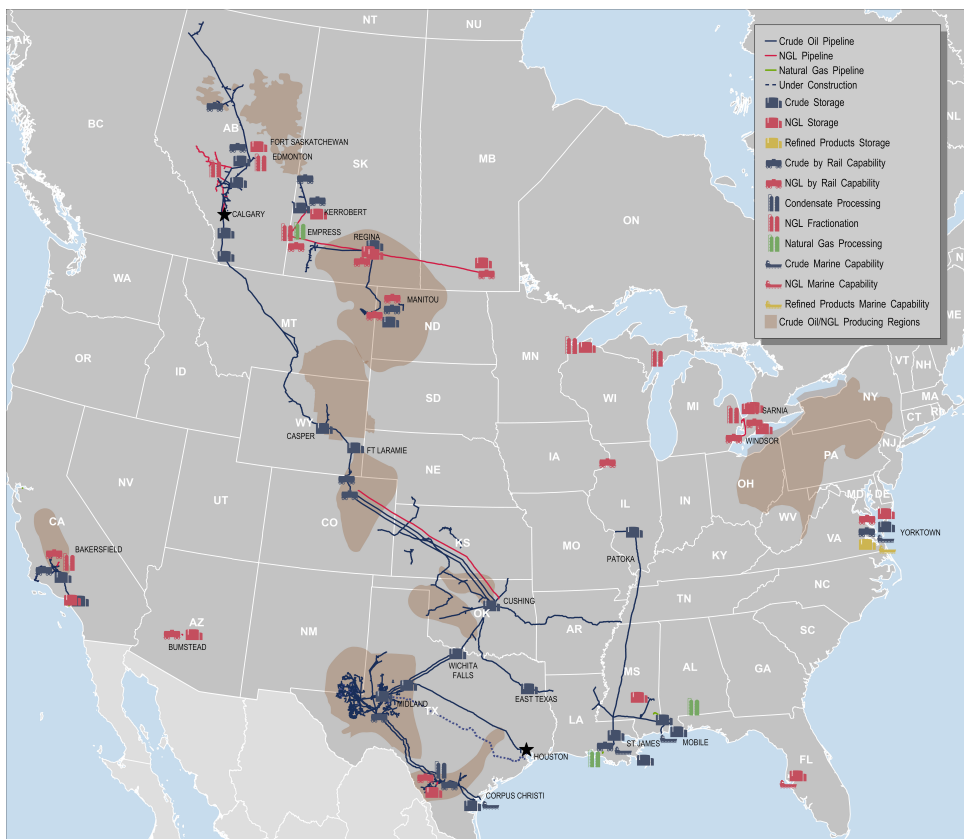 NT
NU
AK
Crude Oil Pipeline
NGL Pipeline
Natural Gas Pipeline
Under Construction
Crude Storage
NGL Storage
Refined Products Storage
Crude by Rail Capability
NGL by Rail Capability
Condensate Processing
NGL Fractionation
Natural Gas Processing
Crude Marine Capability
NGL Marine Capability
Refined Products Marine Capability
Crude Oil/NGL Producing Regions
NL
BC
AB
FORT SASKATCHEWAN
EDMONTON
SK
MB
ON
CALGARY
KERROBERT
EMPRESS
REGINA
N
WA
MT
MANITOU
ND
ME
OR
ID
MN
WI
MI
VT
NH
NY
MA
CT
RI
SD
WY
CASPER
FT LARAMIE
SARNIA
WINDSOR
IA
NE
PA
NJ
NV
UT
CO
IL
IN
OH
MD
DE
WV
VA
YORKTOWN
CA
BAKERSFIELD
KS
MO
PATOKA
KY
NC
TN
CUSHING
OK
AR
SC
AZ
BUMSTEAD
NM
WICHITA
FALLS
MS
AL
GA
EAST TEXAS
MIDLAND
TX
LA
ST JAMES
MOBILE
HOUSTON
FL
CORPUS CHRISTI